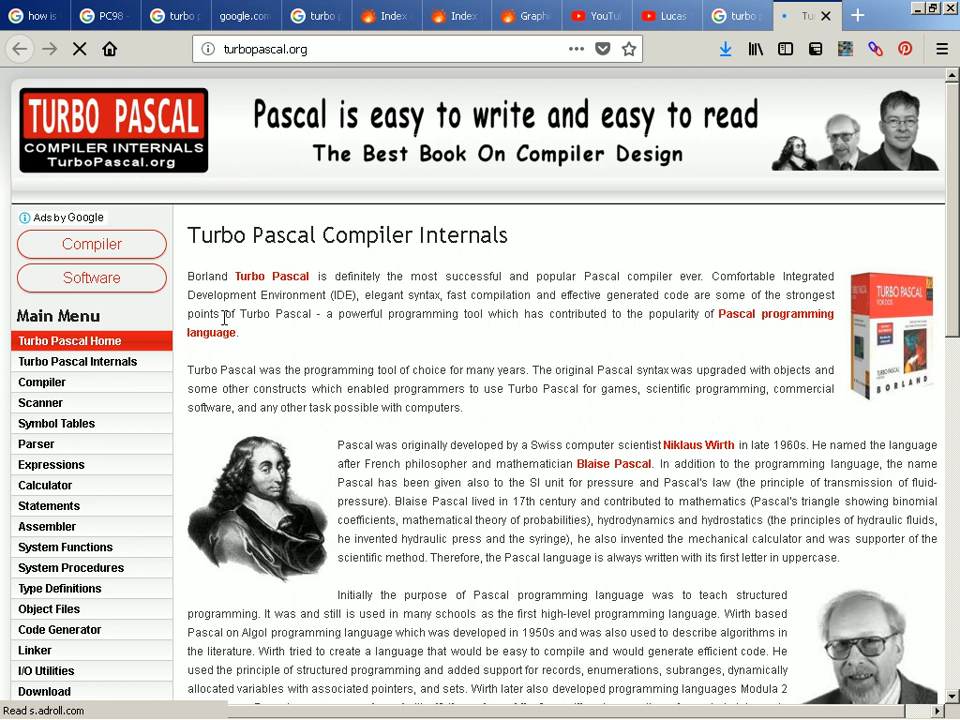 how is
PC98 -
turbo p
google.com
turbo p
Index
Index
Graph
YouTu
Lucas
turbo p
Tu
turbopascal.org
TURBO PASCAL
COMPILER INTERNALS
TurboPascal.org
Pascal is easy to write and easy to read
The Best Book On Compiler Design
Ads by Google
Compiler
Software
Main Menu
Turbo Pascal Home
Turbo Pascal Internals
Compiler
Scanner
Symbol Tables
Parser
Expressions
Calculator
Statements
Assembler
System Functions
System Procedures
Type Definitions
Object Files
Code Generator
Linker
I/O Utilities
Download
Turbo Pascal Compiler Internals
Borland Turbo Pascal is definitely the most successful and popular Pascal compiler ever. Comfortable Integrated
Development Environment (IDE), elegant syntax, fast compilation and effective generated code are some of the strongest
points of Turbo Pascal - a powerful programming tool which has contributed to the popularity of Pascal programming
language.
TURBO PASCAL
BORLAND
Turbo Pascal was the programming tool of choice for many years. The original Pascal syntax was upgraded with objects and
some other constructs which enabled programmers to use Turbo Pascal for games, scientific programming, commercial
software, and any other task possible with computers.
Pascal was originally developed by a Swiss computer scientist Niklaus Wirth in late 1960s. He named the language
after French philosopher and mathematician Blaise Pascal. In addition to the programming language, the name
Pascal has been given also to the SI unit for pressure and Pascal's law (the principle of transmission of fluid-
pressure). Blaise Pascal lived in 17th century and contributed to mathematics (Pascal's triangle showing binomial
coefficients, mathematical theory of probabilities), hydrodynamics and hydrostatics (the principles of hydraulic fluids,
he invented hydraulic press and the syringe), he also invented the mechanical calculator and was supporter of the
scientific method. Therefore, the Pascal language is always written with its first letter in uppercase.
Initially the purpose of Pascal programming language was to teach structured
programming. It was and still is used in many schools as the first high-level programming language. Wirth based
Pascal on Algol programming language which was developed in 1950s and was also used to describe algorithms in
the literature. Wirth tried to create a language that would be easy to compile and would generate efficient code. He
used the principle of structured programming and added support for records, enumerations, subranges, dynamically
allocated variables with associated pointers, and sets. Wirth later also developed programming languages Modula 2
Read s.adroll.com